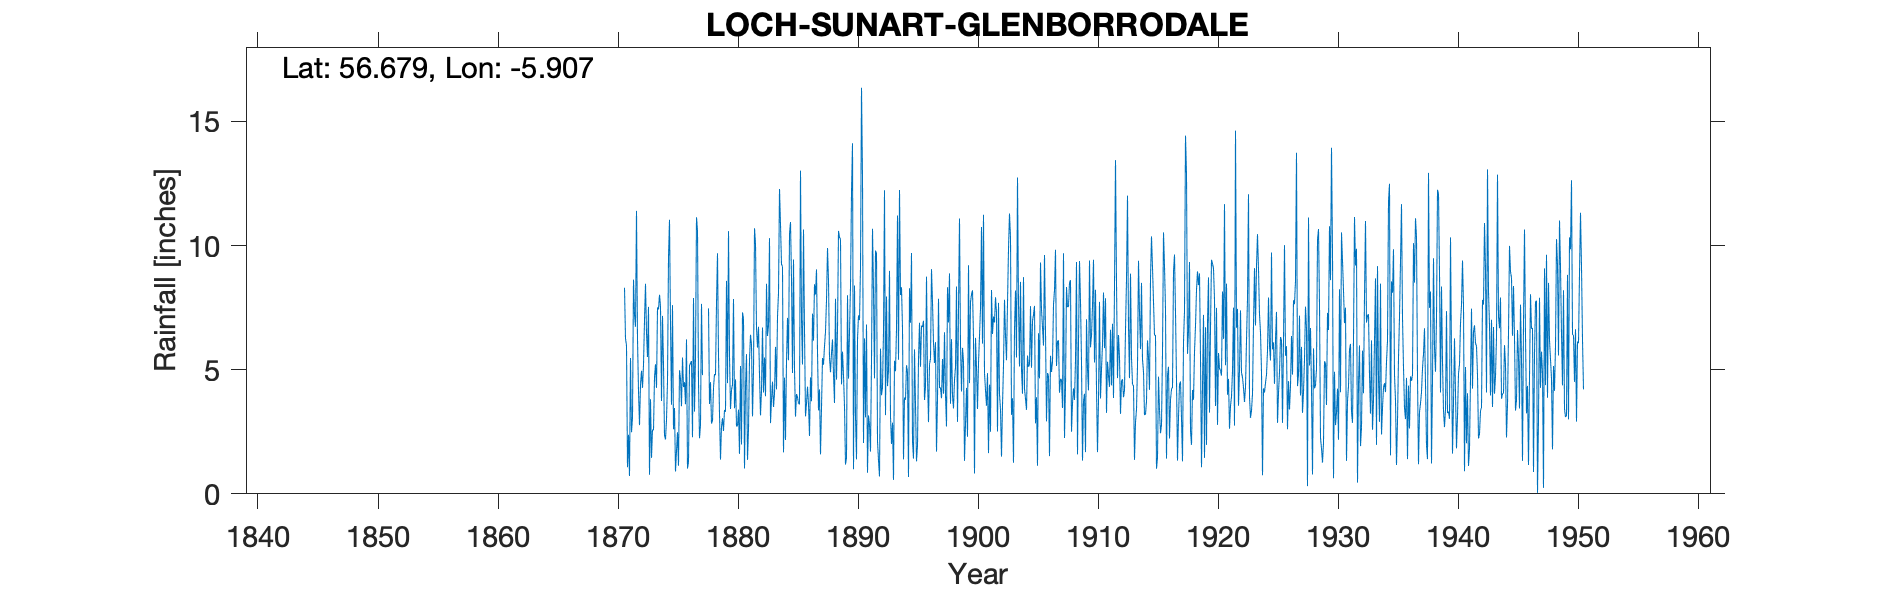 LOCH-SUNART-GLENBORRODALE
Lat: 56.679, Lon: -5.907
Rainfall [inches]
15
10
5
0
1840 1850 1860 1870 1880 1890 1900 1910 1920 1930 1940 1950 1960
Year